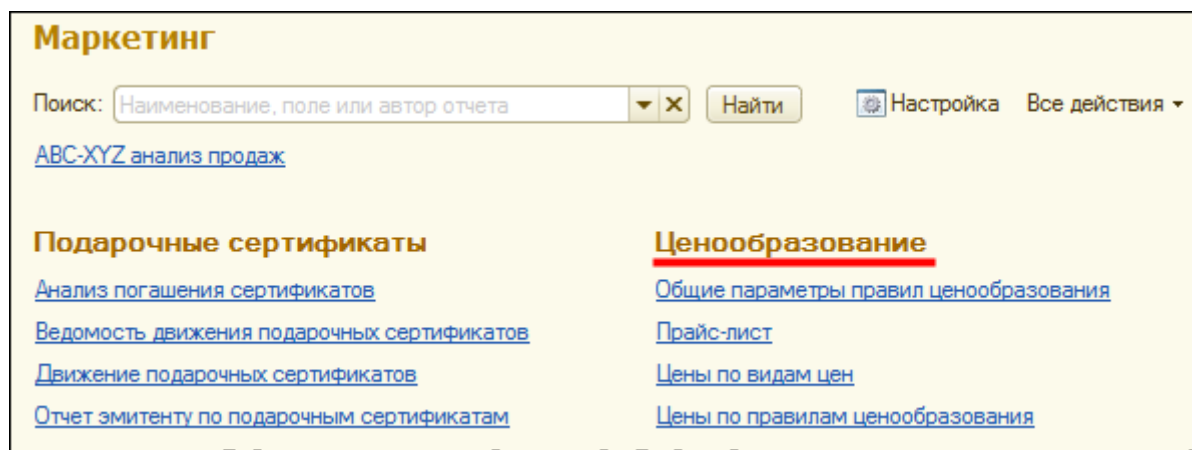 Маркетинг
Поиск: Наименование, поле или автор отчета Найти Настройка Все действия
ABC-XYZ анализ продаж
Подарочные сертификаты
Анализ погашения сертификатов
Ведомость движения подарочных сертификатов
Движение подарочных сертификатов
Отчет эмитенту по подарочным сертификатам
Ценообразование
Общие параметры правил ценообразования
Прайс-лист
Цены по видам цен
Цены по правилам ценообразования